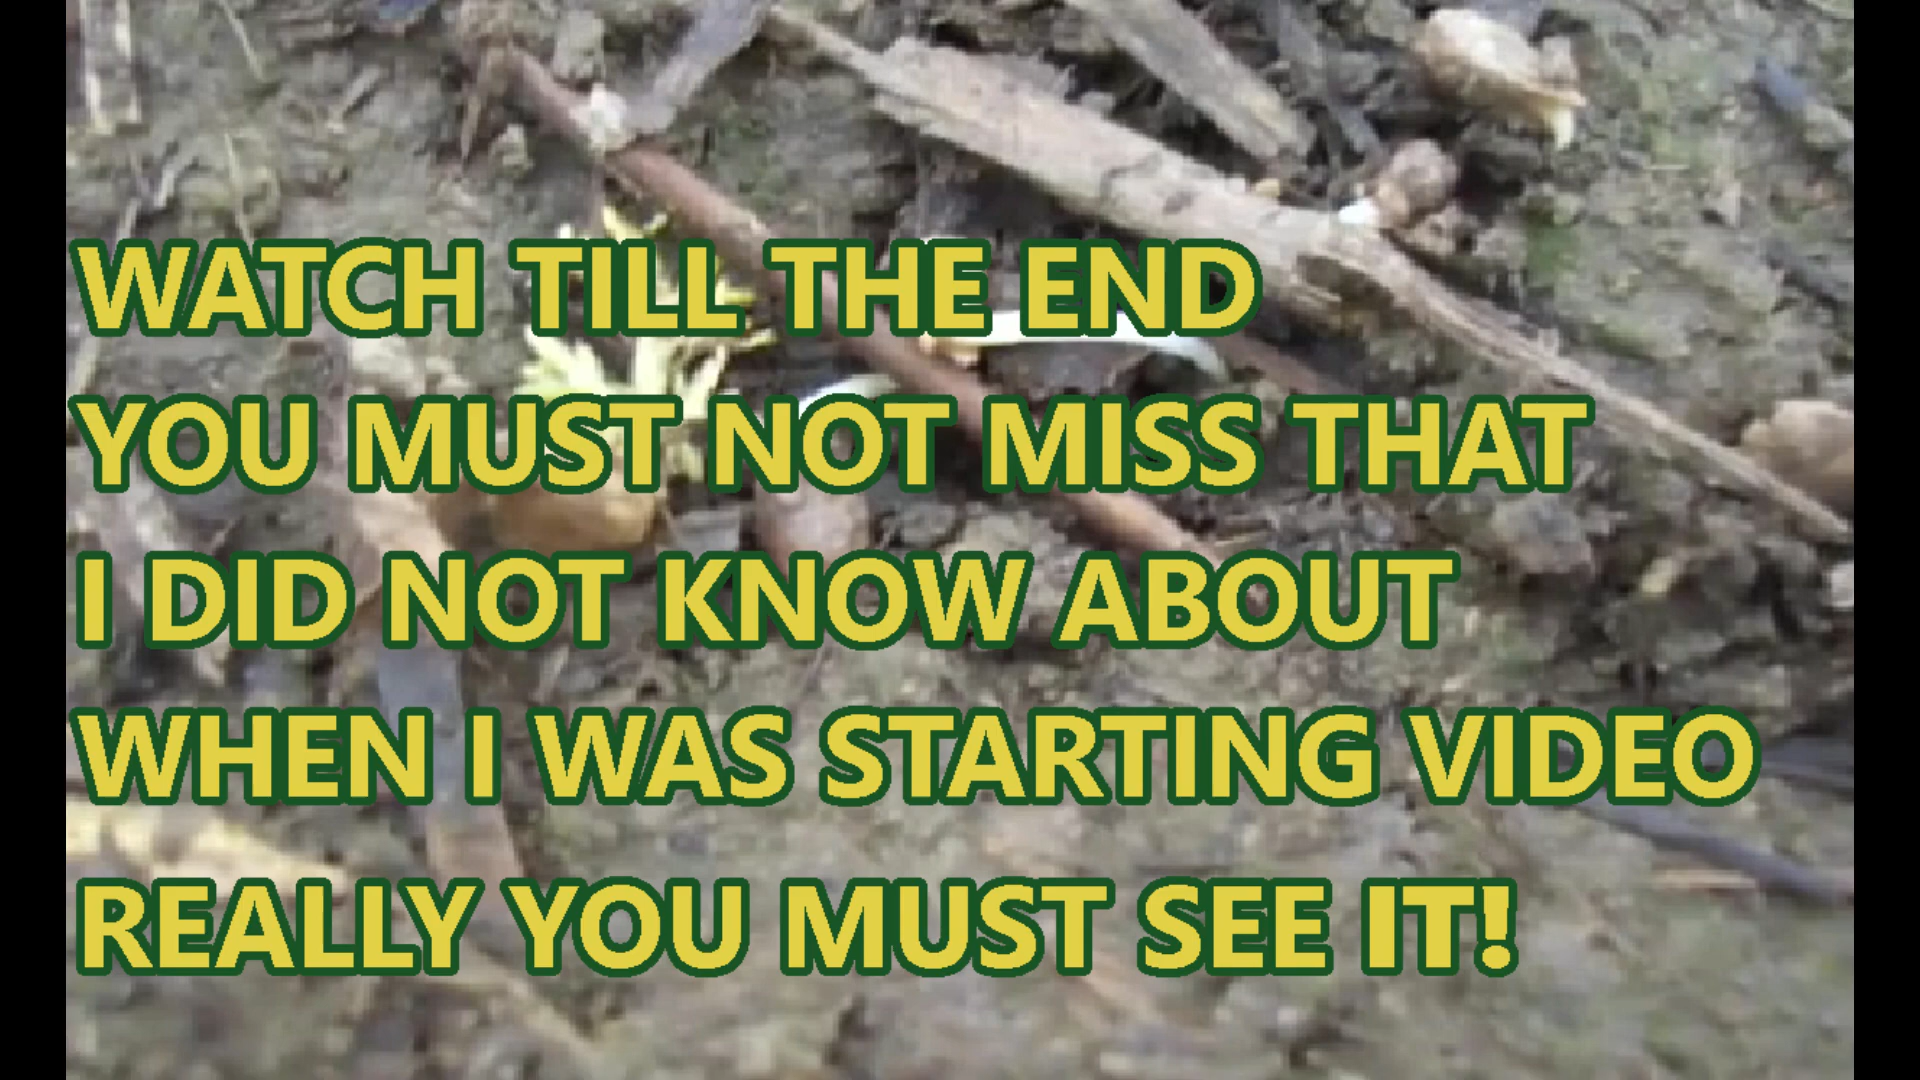 WATCH TILL THE END
YOU MUST NOT MISS THAT
I DID NOT KNOW ABOUT
WHEN I WAS STARTING VIDEO
REALLY YOU MUST SEE IT!